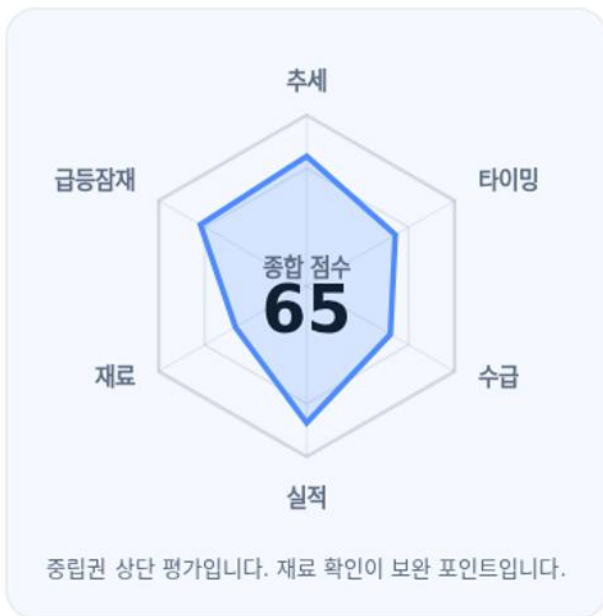 추세
급등잠재
타이밍
종합 점수
65
재료
수급
실적
중립권 상단 평가입니다. 재료 확인이 보완 포인트입니다.